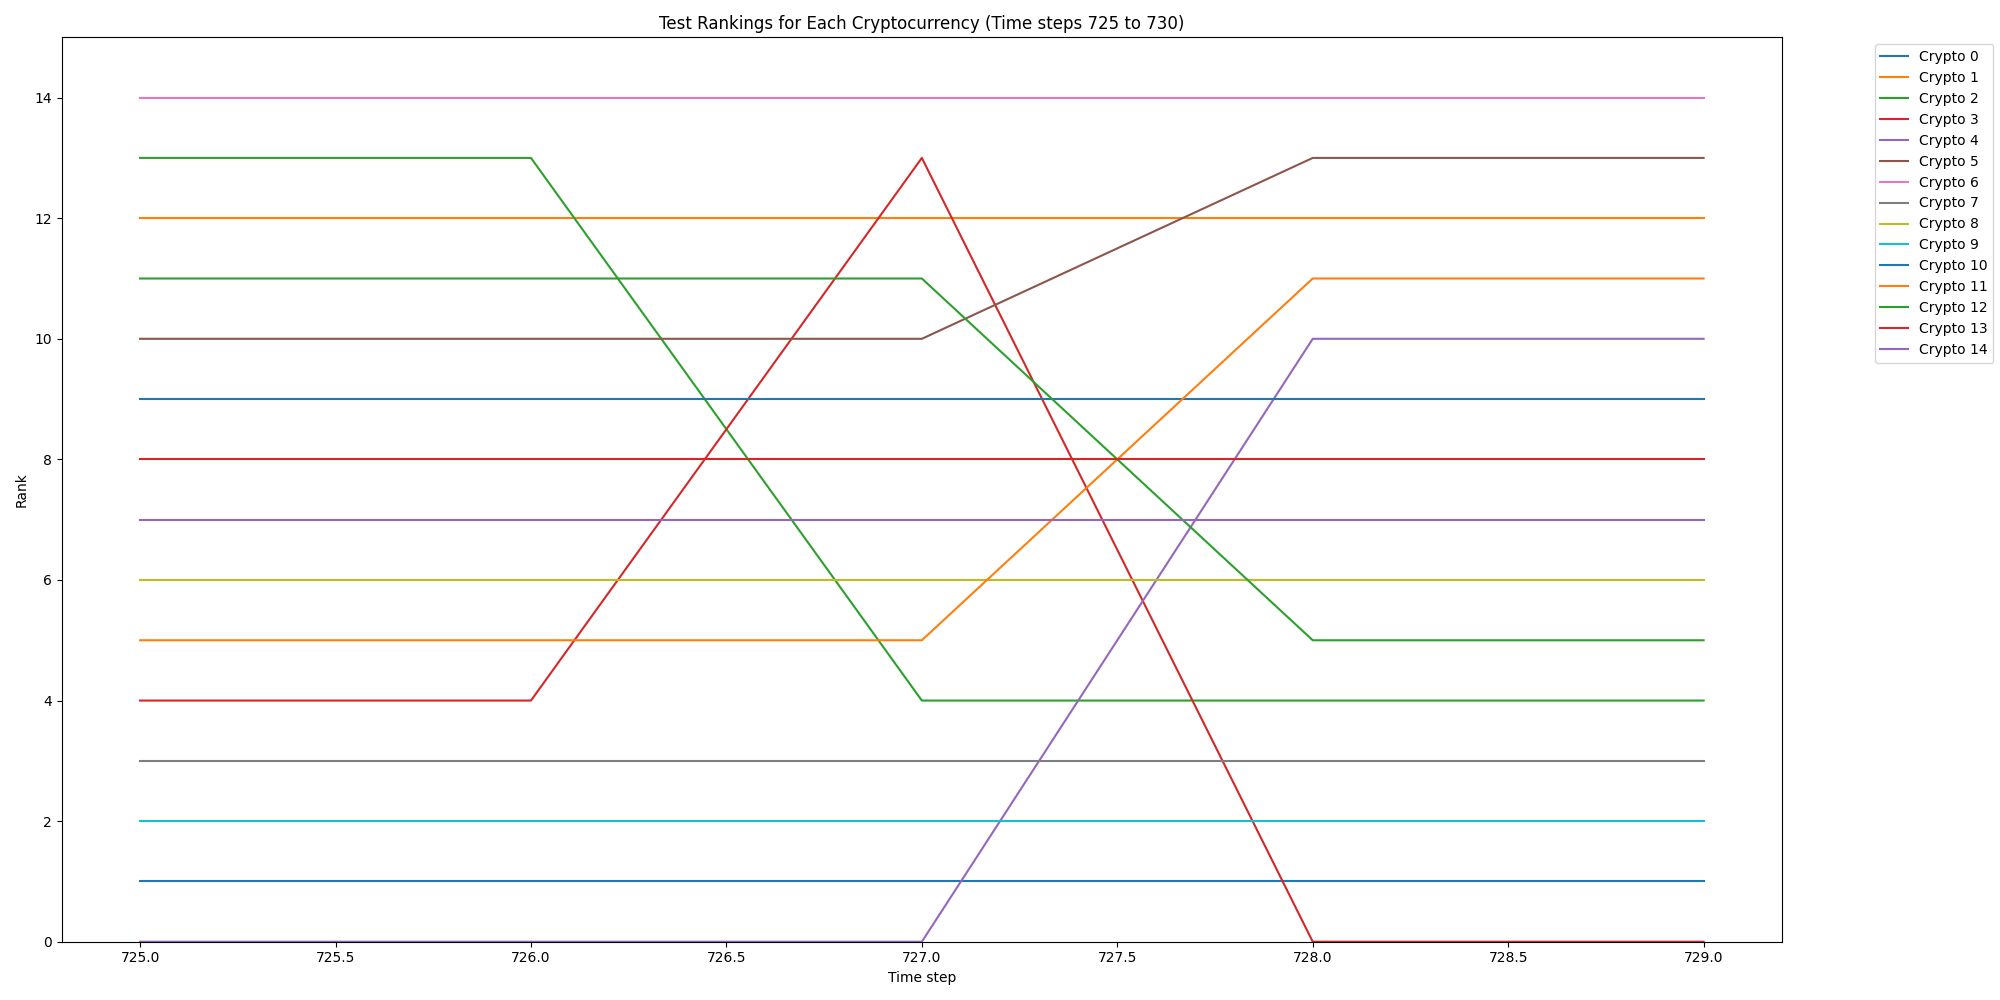 Test Rankings for Each Cryptocurrency (Time steps 725 to 730)
14
12
10
8
6
4
2
0
Rank
725.0 725.5 726.0 726.5 727.0 727.5 728.0 728.5 729.0
Time step
Crypto 0
Crypto 1
Crypto 2
Crypto 3
Crypto 4
Crypto 5
Crypto 6
Crypto 7
Crypto 8
Crypto 9
Crypto 10
Crypto 11
Crypto 12
Crypto 13
Crypto 14